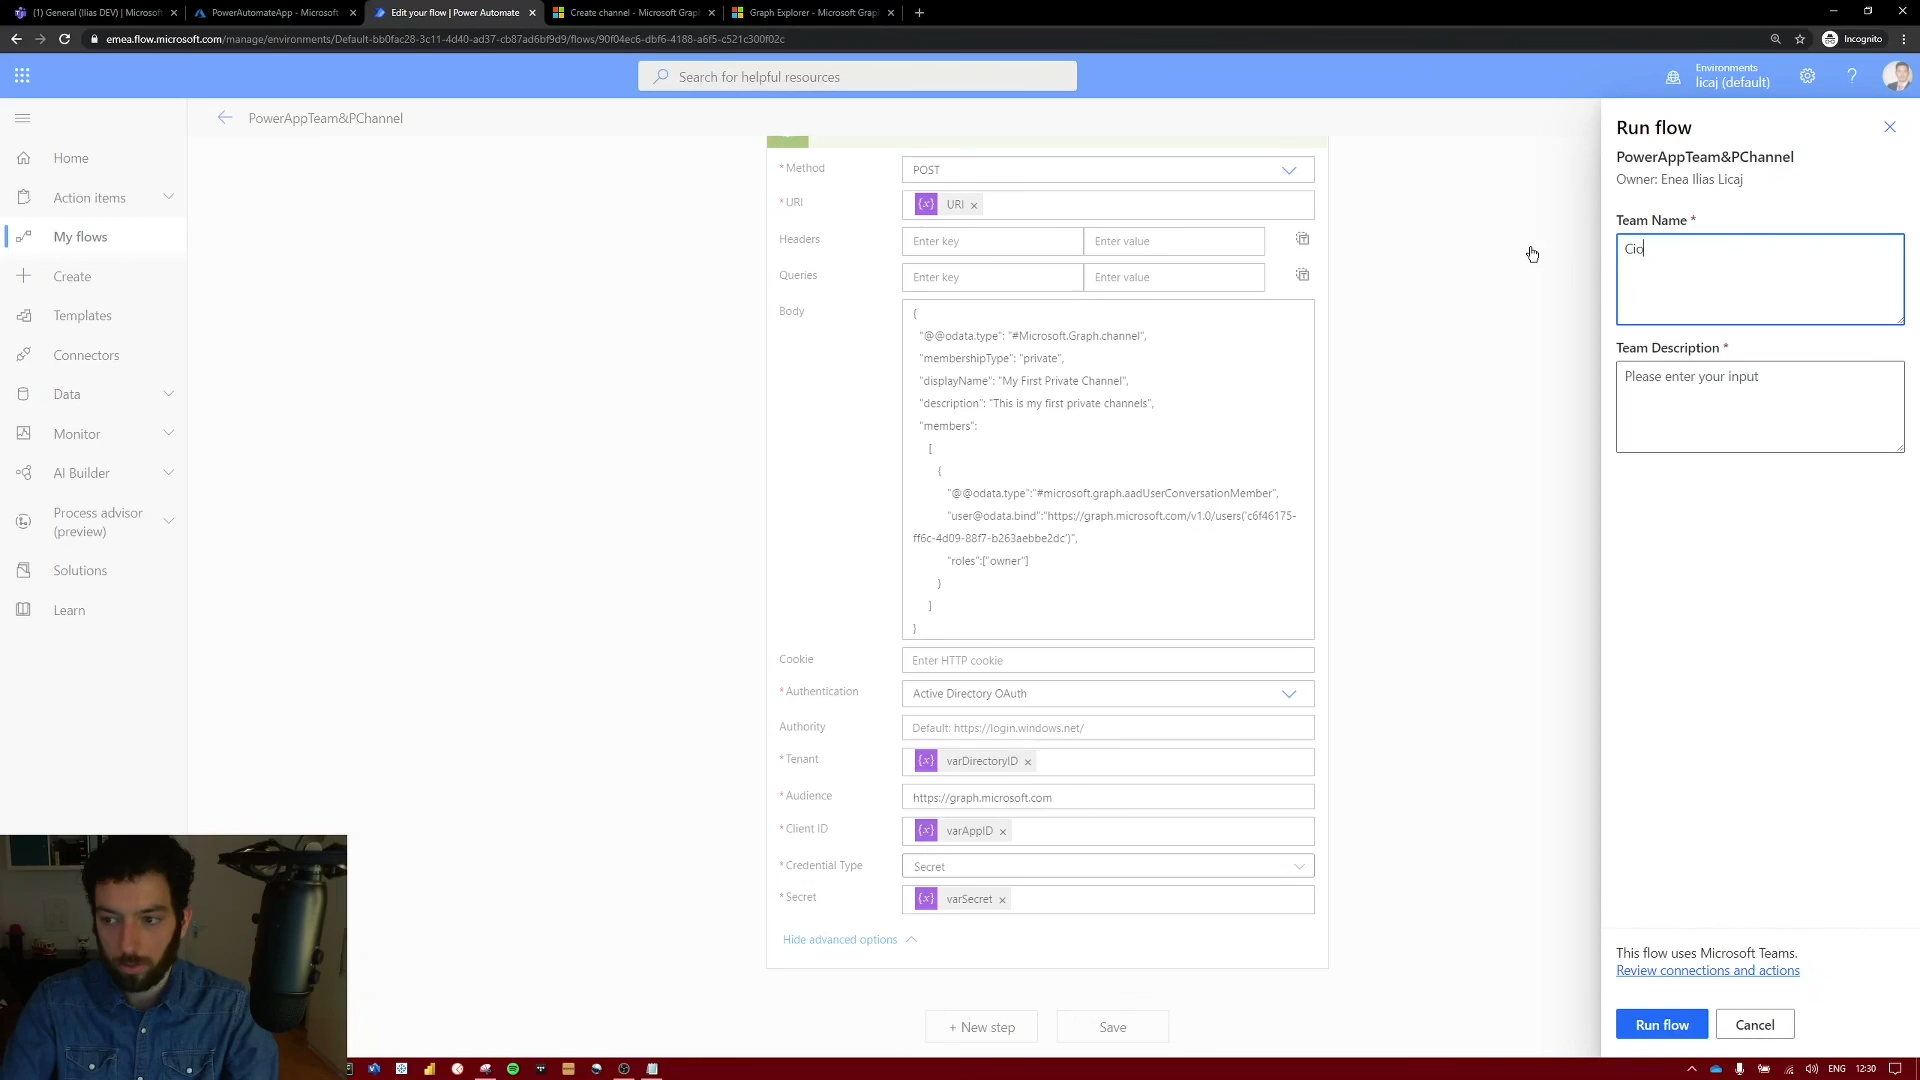 (1) General (Ilias DEV) | Microsoft
PowerAutomateApp - Microsoft
Edit your flow | Power Automate
Create channel - Microsoft Grap
Graph Explorer - Microsoft Grap
emea.flow.microsoft.com/manage/environments/Default-bb0fac28-3c11-4d40-ad37-cb87ad6bf9d9/flows/90f04ec6-dbf6-4188-a6f5-c521c300f02c
Incognito
Search for helpful resources
Environments
licaj (default)
PowerAppTeam&PChannel
Home
Action items
My flows
Create
Templates
Connectors
Data
Monitor
AI Builder
Process advisor
(preview)
Solutions
Learn
* Method
POST
* URI
{x} URI ×
Headers
Enter key
Enter value
Queries
Enter key
Enter value
Body
{
"@@odata.type": "#Microsoft.Graph.channel",
"membershipType": "private",
"displayName": "My First Private Channel",
"description": "This is my first private channels",
"members":
[
{
"@@odata.type":"#microsoft.graph.aadUserConversationMember",
"user@odata.bind":"https://graph.microsoft.com/v1.0/users('c6f46175-
ff6c-4d09-88f7-b263aebbe2dc')",
"roles":["owner"]
}
]
}
Cookie
Enter HTTP cookie
* Authentication
Active Directory OAuth
Authority
Default: https://login.windows.net/
* Tenant
{x} varDirectoryID ×
* Audience
https://graph.microsoft.com
* Client ID
{x} varAppID ×
* Credential Type
Secret
* Secret
{x} varSecret ×
Hide advanced options
+ New step
Save
Run flow
PowerAppTeam&PChannel
Owner: Enea Ilias Licaj
Team Name *
Cio
Team Description *
Please enter your input
This flow uses Microsoft Teams.
Review connections and actions
Run flow
Cancel
ENG
12:30